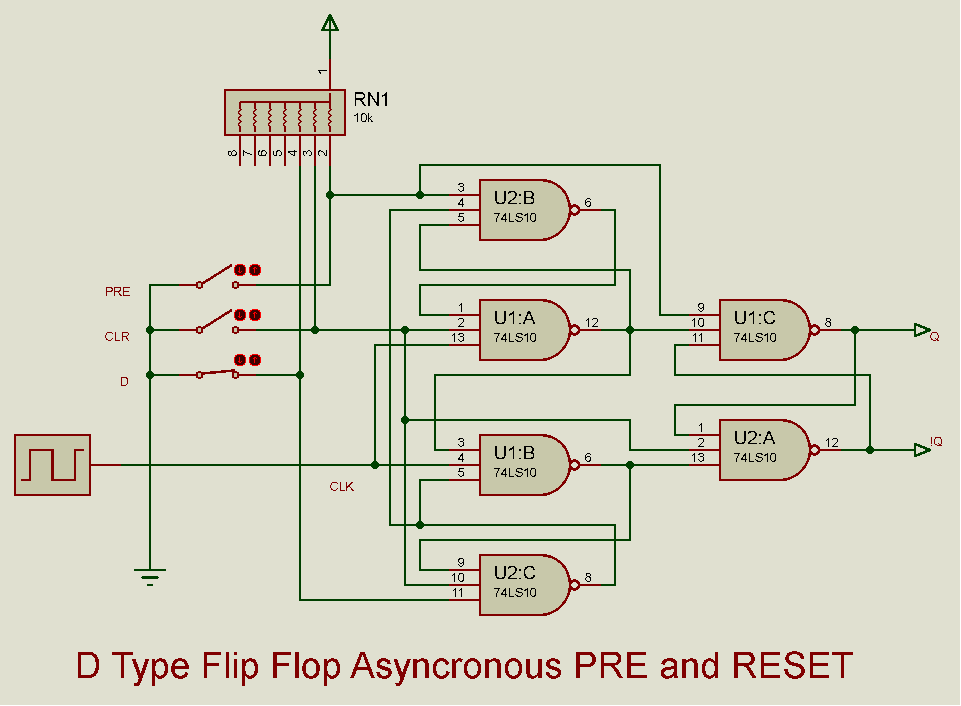 1
RN1
10k
8 7 6 5 4 3 2
3 U2:B 6
4
5 74LS10
PRE
1 U1:A 12
2
13 74LS10
9 U1:C 8
10
11 74LS10
Q
CLR
D
3 U1:B 6
4
5 74LS10
1 U2:A 12
2
13 74LS10
!Q
CLK
9 U2:C 8
10
11 74LS10
D Type Flip Flop Asyncronous PRE and RESET